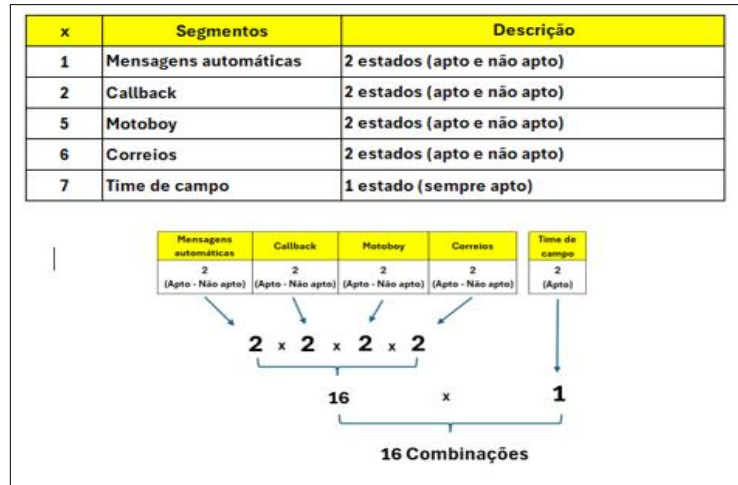 x Segmentos Descrição
1 Mensagens automáticas 2 estados (apto e não apto)
2 Callback 2 estados (apto e não apto)
5 Motoboy 2 estados (apto e não apto)
6 Correios 2 estados (apto e não apto)
7 Time de campo 1 estado (sempre apto)
Mensagens automáticas Callback Motoboy Correios Time de campo
2 2 2 2 2
(Apto - Não apto) (Apto - Não apto) (Apto - Não apto) (Apto - Não apto) (Apto)
2 x 2 x 2 x 2
16 x 1
16 Combinações